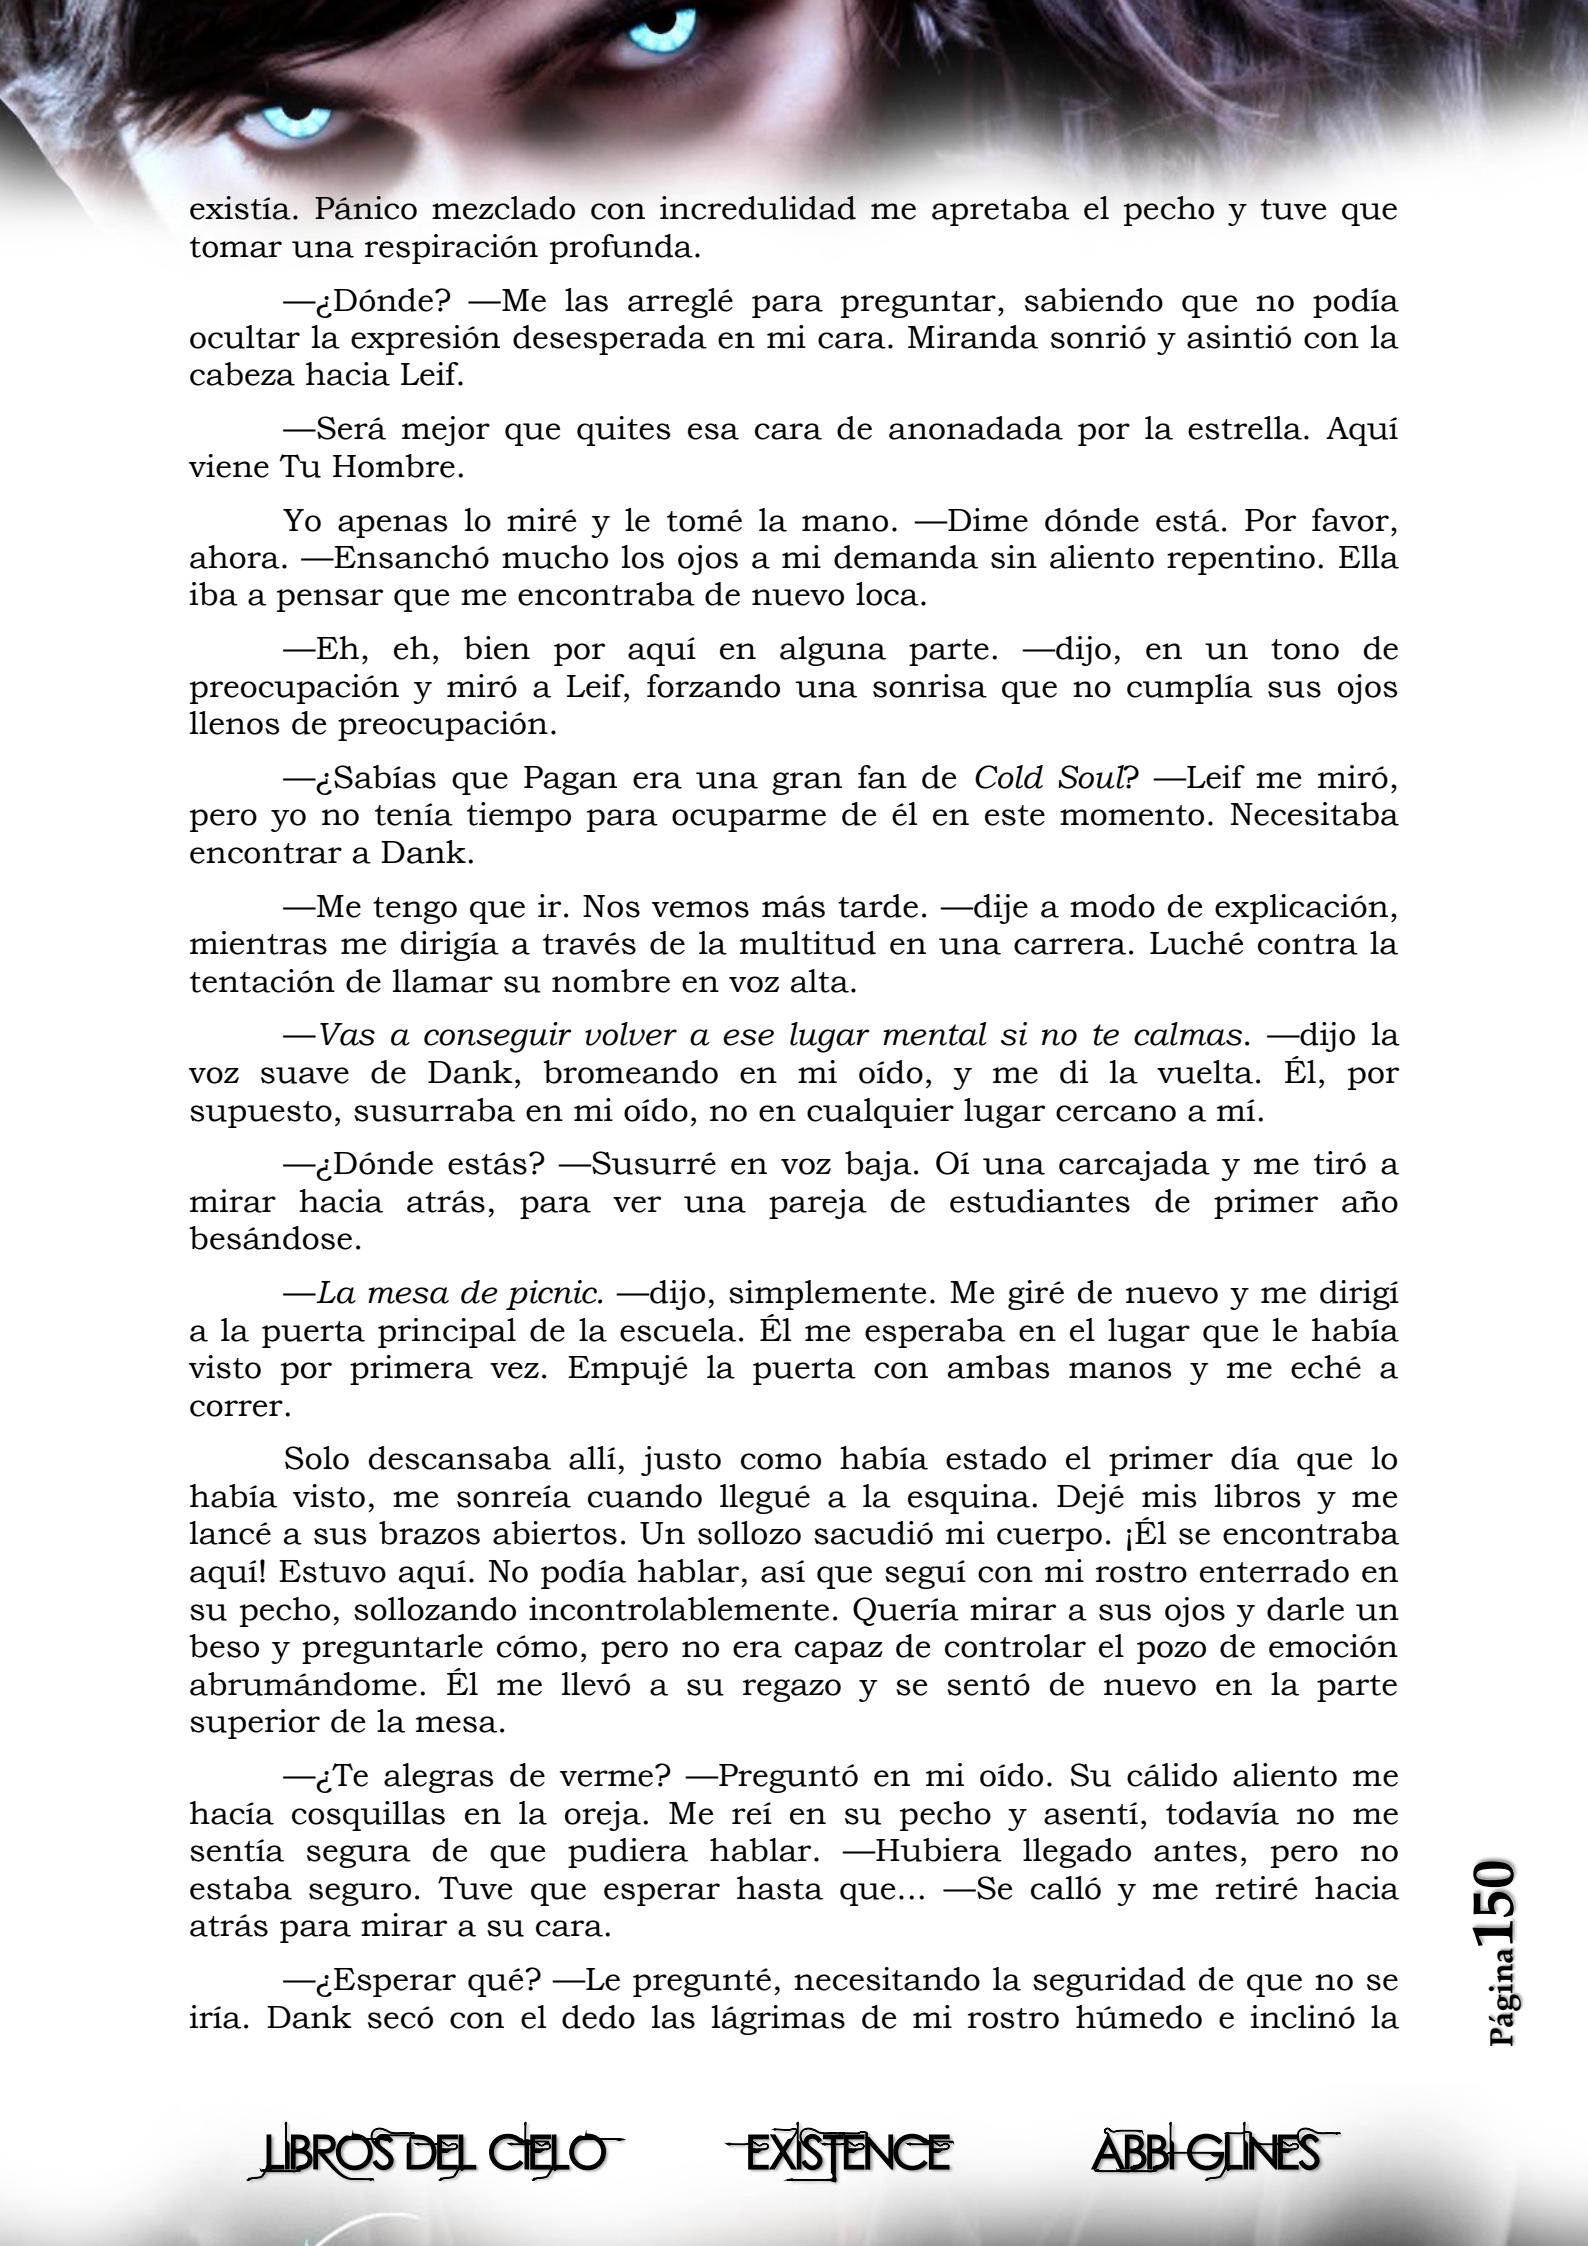 existía. Pánico mezclado con incredulidad me apretaba el pecho y tuve que
tomar una respiración profunda.
—¿Dónde? —Me las arreglé para preguntar, sabiendo que no podía
ocultar la expresión desesperada en mi cara. Miranda sonrió y asintió con la
cabeza hacia Leif.
—Será mejor que quites esa cara de anonadada por la estrella. Aquí
viene Tu Hombre.
Yo apenas lo miré y le tomé la mano. —Dime dónde está. Por favor,
ahora. —Ensanchó mucho los ojos a mi demanda sin aliento repentino. Ella
iba a pensar que me encontraba de nuevo loca.
—Eh, eh, bien por aquí en alguna parte. —dijo, en un tono de
preocupación y miró a Leif, forzando una sonrisa que no cumplía sus ojos
llenos de preocupación.
—¿Sabías que Pagan era una gran fan de Cold Soul? —Leif me miró,
pero yo no tenía tiempo para ocuparme de él en este momento. Necesitaba
encontrar a Dank.
—Me tengo que ir. Nos vemos más tarde. —dije a modo de explicación,
mientras me dirigía a través de la multitud en una carrera. Luché contra la
tentación de llamar su nombre en voz alta.
—Vas a conseguir volver a ese lugar mental si no te calmas. —dijo la
voz suave de Dank, bromeando en mi oído, y me di la vuelta. Él, por
supuesto, susurraba en mi oído, no en cualquier lugar cercano a mí.
—¿Dónde estás? —Susurré en voz baja. Oí una carcajada y me tiró a
mirar hacia atrás, para ver una pareja de estudiantes de primer año
besándose.
—La mesa de picnic. —dijo, simplemente. Me giré de nuevo y me dirigí
a la puerta principal de la escuela. Él me esperaba en el lugar que le había
visto por primera vez. Empujé la puerta con ambas manos y me eché a
correr.
Solo descansaba allí, justo como había estado el primer día que lo
había visto, me sonreía cuando llegué a la esquina. Dejé mis libros y me
lancé a sus brazos abiertos. Un sollozo sacudió mi cuerpo. ¡Él se encontraba
aquí! Estuvo aquí. No podía hablar, así que seguí con mi rostro enterrado en
su pecho, sollozando incontrolablemente. Quería mirar a sus ojos y darle un
beso y preguntarle cómo, pero no era capaz de controlar el pozo de emoción
abrumándome. Él me llevó a su regazo y se sentó de nuevo en la parte
superior de la mesa.
—¿Te alegras de verme? —Preguntó en mi oído. Su cálido aliento me
hacía cosquillas en la oreja. Me reí en su pecho y asentí, todavía no me
sentía segura de que pudiera hablar. —Hubiera llegado antes, pero no
estaba seguro. Tuve que esperar hasta que... —Se calló y me retiré hacia
atrás para mirar a su cara.
—¿Esperar qué? —Le pregunté, necesitando la seguridad de que no se
iría. Dank secó con el dedo las lágrimas de mi rostro húmedo e inclinó la
Página150
LIBROS DEL CIELO EXISTENCE ABBI GLINES